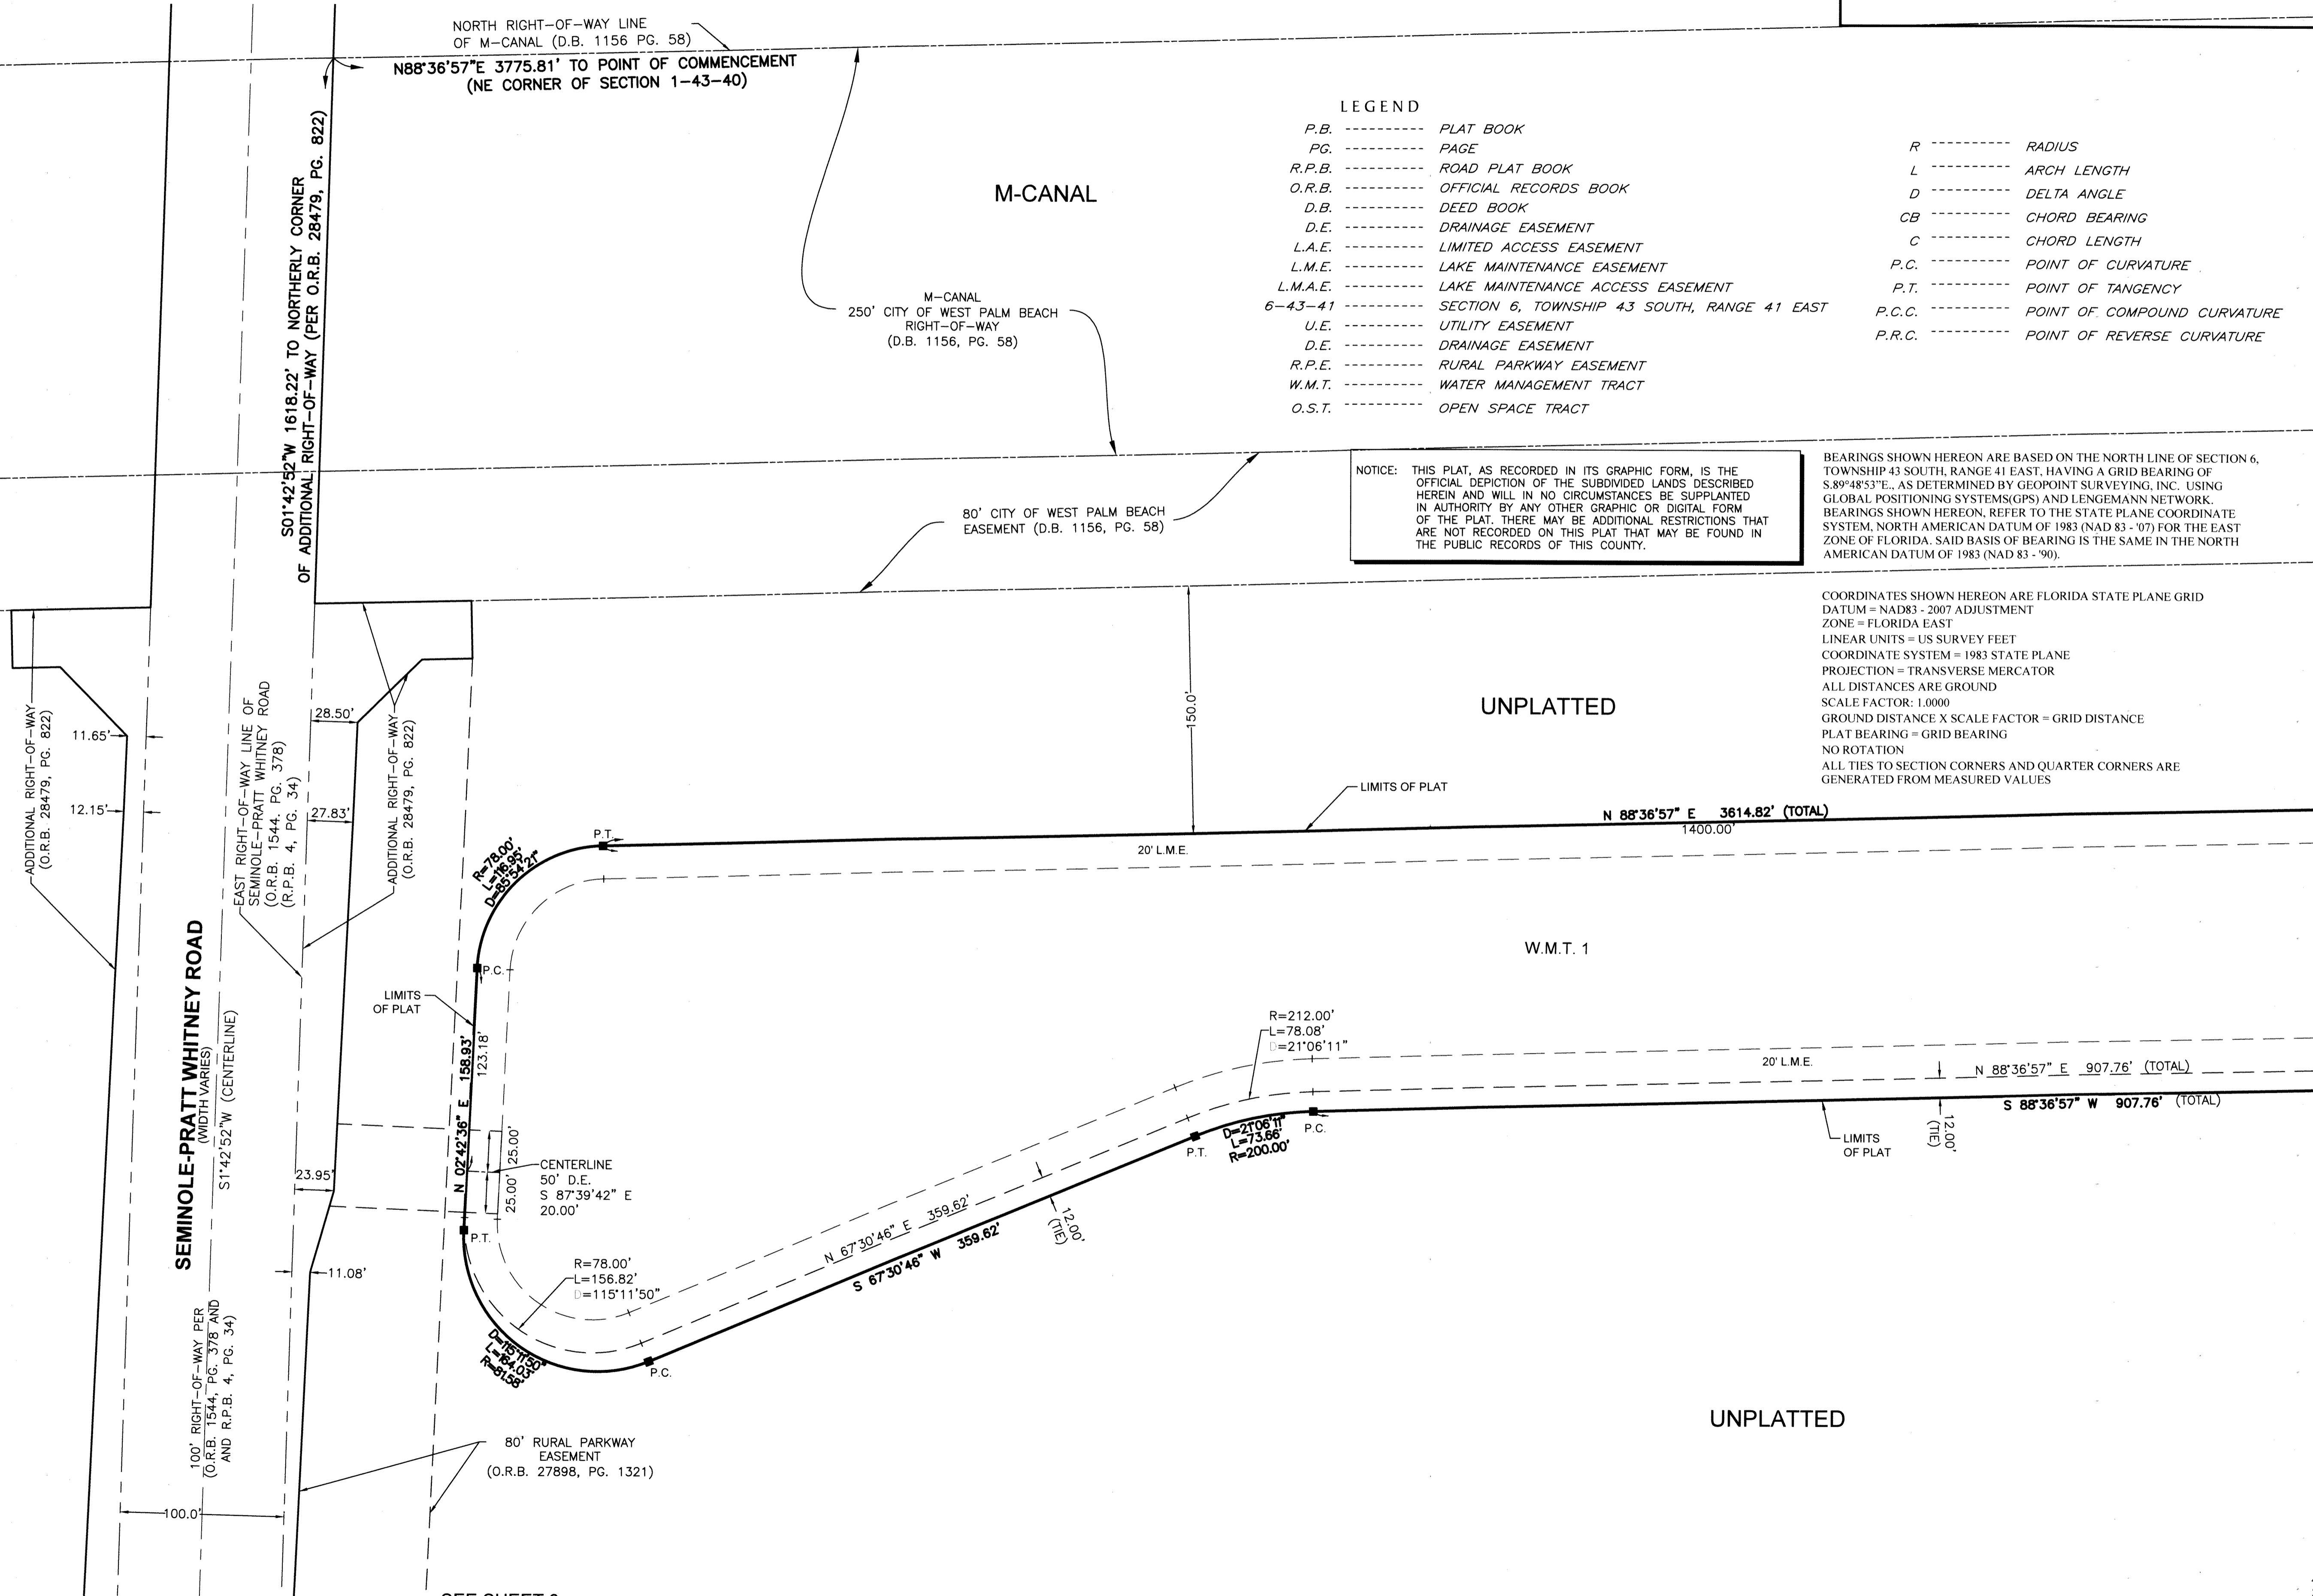 NORTH RIGHT-OF-WAY LINE
OF M-CANAL (D.B. 1156 PG. 58)
N88°36'57"E 3775.81' TO POINT OF COMMENCEMENT
(NE CORNER OF SECTION 1-43-40)
S01°42'52"W 1618.22' TO NORTHERLY CORNER
OF ADDITIONAL RIGHT-OF-WAY (PER O.R.B. 28479, PG. 822)
M-CANAL
M-CANAL
250' CITY OF WEST PALM BEACH
RIGHT-OF-WAY
(D.B. 1156, PG. 58)
LEGEND
P.B. ---------- PLAT BOOK
PG. ---------- PAGE
R.P.B. ---------- ROAD PLAT BOOK
O.R.B. ---------- OFFICIAL RECORDS BOOK
D.B. ---------- DEED BOOK
D.E. ---------- DRAINAGE EASEMENT
L.A.E. ---------- LIMITED ACCESS EASEMENT
L.M.E. ---------- LAKE MAINTENANCE EASEMENT
L.M.A.E. ---------- LAKE MAINTENANCE ACCESS EASEMENT
6-43-41 ---------- SECTION 6, TOWNSHIP 43 SOUTH, RANGE 41 EAST
U.E. ---------- UTILITY EASEMENT
D.E. ---------- DRAINAGE EASEMENT
R.P.E. ---------- RURAL PARKWAY EASEMENT
W.M.T. ---------- WATER MANAGEMENT TRACT
O.S.T. ---------- OPEN SPACE TRACT
R ---------- RADIUS
L ---------- ARCH LENGTH
D ---------- DELTA ANGLE
CB ---------- CHORD BEARING
C ---------- CHORD LENGTH
P.C. ---------- POINT OF CURVATURE
P.T. ---------- POINT OF TANGENCY
P.C.C. ---------- POINT OF COMPOUND CURVATURE
P.R.C. ---------- POINT OF REVERSE CURVATURE
80' CITY OF WEST PALM BEACH
EASEMENT (D.B. 1156, PG. 58)
NOTICE: THIS PLAT, AS RECORDED IN ITS GRAPHIC FORM, IS THE
OFFICIAL DEPICTION OF THE SUBDIVIDED LANDS DESCRIBED
HEREIN AND WILL IN NO CIRCUMSTANCES BE SUPPLANTED
IN AUTHORITY BY ANY OTHER GRAPHIC OR DIGITAL FORM
OF THE PLAT. THERE MAY BE ADDITIONAL RESTRICTIONS THAT
ARE NOT RECORDED ON THIS PLAT THAT MAY BE FOUND IN
THE PUBLIC RECORDS OF THIS COUNTY.
BEARINGS SHOWN HEREON ARE BASED ON THE NORTH LINE OF SECTION 6,
TOWNSHIP 43 SOUTH, RANGE 41 EAST, HAVING A GRID BEARING OF
S.89°48'53"E., AS DETERMINED BY GEOPOINT SURVEYING, INC. USING
GLOBAL POSITIONING SYSTEMS(GPS) AND LENGEMANN NETWORK.
BEARINGS SHOWN HEREON, REFER TO THE STATE PLANE COORDINATE
SYSTEM, NORTH AMERICAN DATUM OF 1983 (NAD 83 - '07) FOR THE EAST
ZONE OF FLORIDA. SAID BASIS OF BEARING IS THE SAME IN THE NORTH
AMERICAN DATUM OF 1983 (NAD 83 - '90).
COORDINATES SHOWN HEREON ARE FLORIDA STATE PLANE GRID
DATUM = NAD83 - 2007 ADJUSTMENT
ZONE = FLORIDA EAST
LINEAR UNITS = US SURVEY FEET
COORDINATE SYSTEM = 1983 STATE PLANE
PROJECTION = TRANSVERSE MERCATOR
ALL DISTANCES ARE GROUND
SCALE FACTOR: 1.0000
GROUND DISTANCE X SCALE FACTOR = GRID DISTANCE
PLAT BEARING = GRID BEARING
NO ROTATION
ALL TIES TO SECTION CORNERS AND QUARTER CORNERS ARE
GENERATED FROM MEASURED VALUES
ADDITIONAL RIGHT-OF-WAY
(O.R.B. 28479, PG. 822)
11.65'
12.15'
EAST RIGHT-OF-WAY LINE OF
SEMINOLE-PRATT WHITNEY ROAD
(O.R.B. 1544. PG. 378)
(R.P.B. 4, PG. 34)
28.50'
27.83'
ADDITIONAL RIGHT-OF-WAY
(O.R.B. 28479, PG. 822)
150.0'
UNPLATTED
LIMITS OF PLAT
N 88°36'57" E 3614.82' (TOTAL)
1400.00'
20' L.M.E.
P.T.
R=78.00'
L=116.95'
D=85°54'21"
P.C.
LIMITS
OF PLAT
N 02°42'36" E 158.93'
123.18'
25.00'
25.00'
CENTERLINE
50' D.E.
S 87°39'42" E
20.00'
P.T.
SEMINOLE-PRATT WHITNEY ROAD
(WIDTH VARIES)
S1°42'52"W (CENTERLINE)
23.95'
11.08'
W.M.T. 1
R=212.00'
L=78.08'
D=21°06'11"
20' L.M.E.
N 88°36'57" E 907.76' (TOTAL)
S 88°36'57" W 907.76' (TOTAL)
12.00'
(TIE)
LIMITS
OF PLAT
D=21°06'11"
L=73.66'
R=200.00'
P.C.
P.T.
N 67°30'46" E 359.62'
S 67°30'46" W 359.62'
12.00'
(TIE)
R=78.00'
L=156.82'
D=115°11'50"
D=115°11'50"
L=164.03'
R=81.58'
P.C.
100' RIGHT-OF-WAY PER
(O.R.B. 1544, PG. 378 AND
AND R.P.B. 4, PG. 34)
80' RURAL PARKWAY
EASEMENT
(O.R.B. 27898, PG. 1321)
100.0'
UNPLATTED